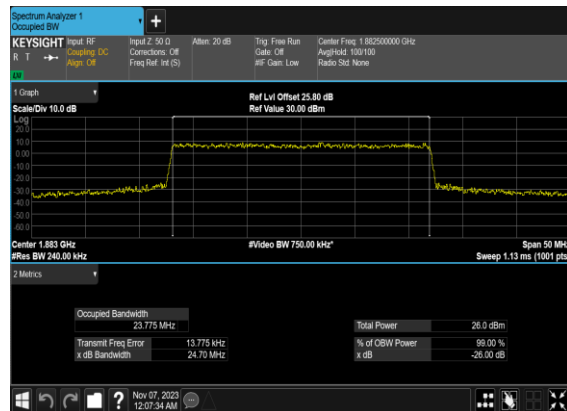 Spectrum Analyzer 1
Occupied BW
+
KEYSIGHT Input: RF Input Z: 50 Ω Atten: 20 dB Trig: Free Run Center Freq: 1.882500000 GHz
R T Coupling: DC Corrections: Off Gate: Off Avg|Hold: 100/100
Align: Off Freq Ref: Int (S) #IF Gain: Low Radio Std: None
LW
1 Graph
Ref Lvl Offset 25.80 dB
Scale/Div 10.0 dB Ref Value 30.00 dBm
Log
20.0
10.0
0.00
-10.0
-20.0
-30.0
-40.0
-50.0
-60.0
Center 1.883 GHz #Video BW 750.00 kHz* Span 50 MHz
#Res BW 240.00 kHz Sweep 1.13 ms (1001 pts
2 Metrics
Occupied Bandwidth
23.775 MHz Total Power 26.0 dBm
Transmit Freq Error 13.775 kHz % of OBW Power 99.00 %
x dB Bandwidth 24.70 MHz x dB -26.00 dB
? Nov 07, 2023
12:07:34 AM